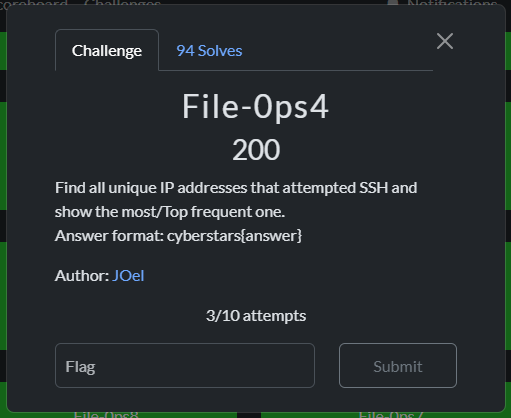 Scoreboard
Challenges
Notifications
Challenge
94 Solves
File-0ps4
200
Find all unique IP addresses that attempted SSH and
show the most/Top frequent one.
Answer format: cyberstars{answer}
Author: JOel
3/10 attempts
Flag
Submit
File-0ps8
File-0ps7